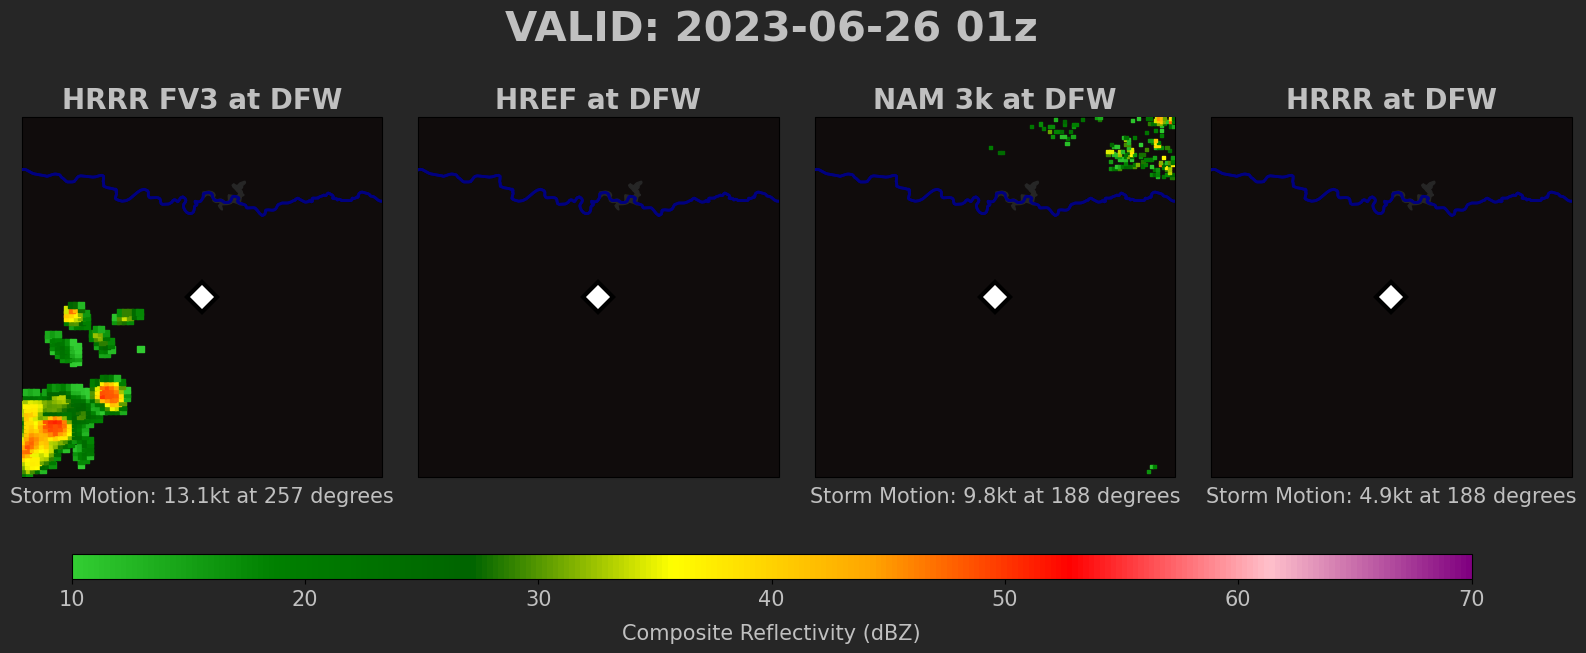 VALID: 2023-06-26 01z
HRRR FV3 at DFW
HREF at DFW
NAM 3k at DFW
HRRR at DFW
Storm Motion: 13.1kt at 257 degrees
Storm Motion: 9.8kt at 188 degrees
Storm Motion: 4.9kt at 188 degrees
10 20 30 40 50 60 70
Composite Reflectivity (dBZ)